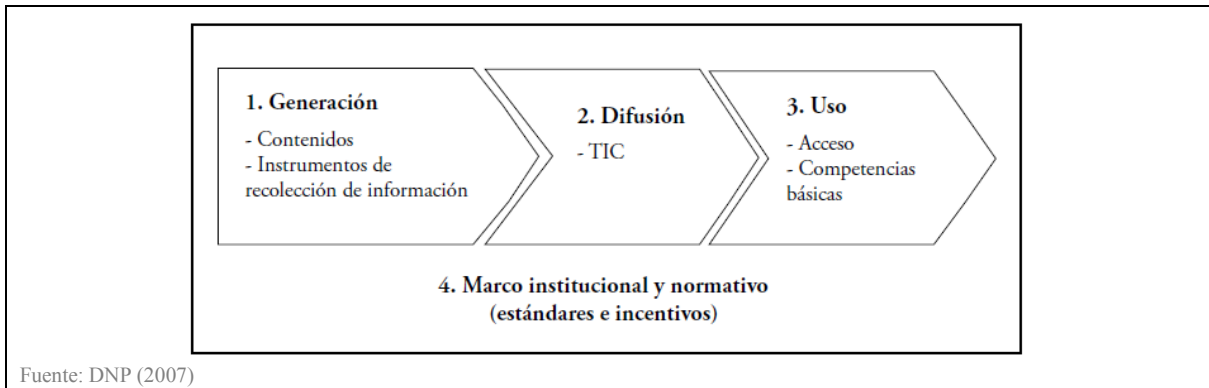 1. Generación
- Contenidos
- Instrumentos de
recolección de información
2. Difusión
- TIC
3. Uso
- Acceso
- Competencias
básicas
4. Marco institucional y normativo
(estándares e incentivos)
Fuente: DNP (2007)